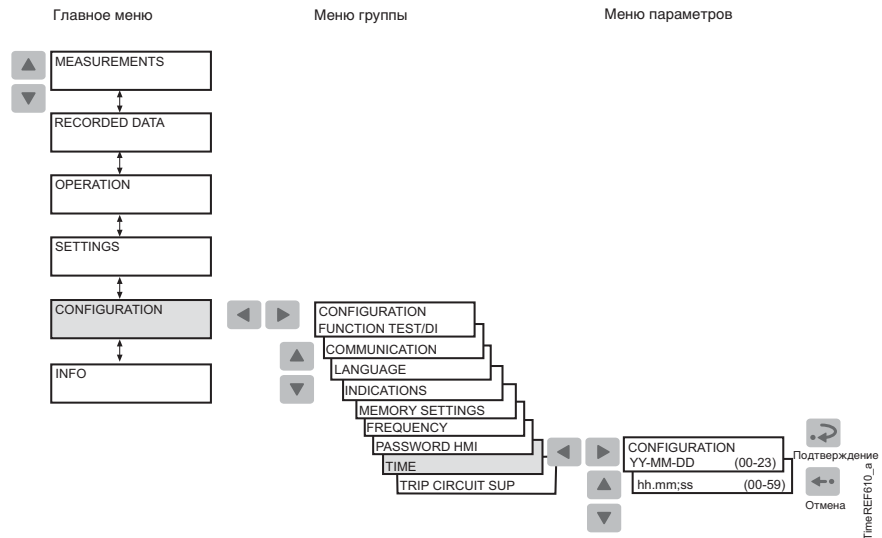 Главное меню
Меню группы
Меню параметров
MEASUREMENTS
RECORDED DATA
OPERATION
SETTINGS
CONFIGURATION
INFO
CONFIGURATION
FUNCTION TEST/DI
COMMUNICATION
LANGUAGE
INDICATIONS
MEMORY SETTINGS
FREQUENCY
PASSWORD HMI
TIME
TRIP CIRCUIT SUP
CONFIGURATION
YY-MM-DD (00-23)
hh.mm;ss (00-59)
Подтверждение
Отмена
TimeREF610_a